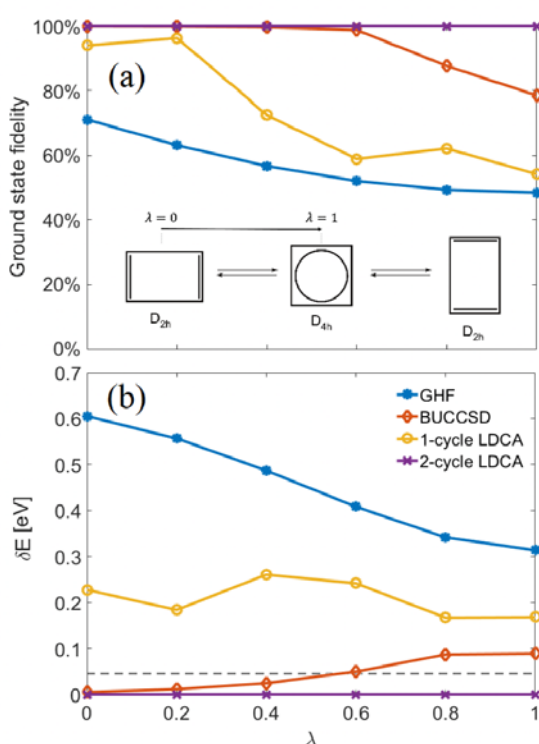 100%
(a)
80%
60%
Ground state fidelity
40%
λ = 0
λ = 1
20%
D2h
D4h
D2h
0%
0.7
(b)
GHF
0.6
BUCCSD
1-cycle LDCA
0.5
2-cycle LDCA
0.4
δE [eV]
0.3
0.2
0.1
0
0 0.2 0.4 0.6 0.8 1
λ